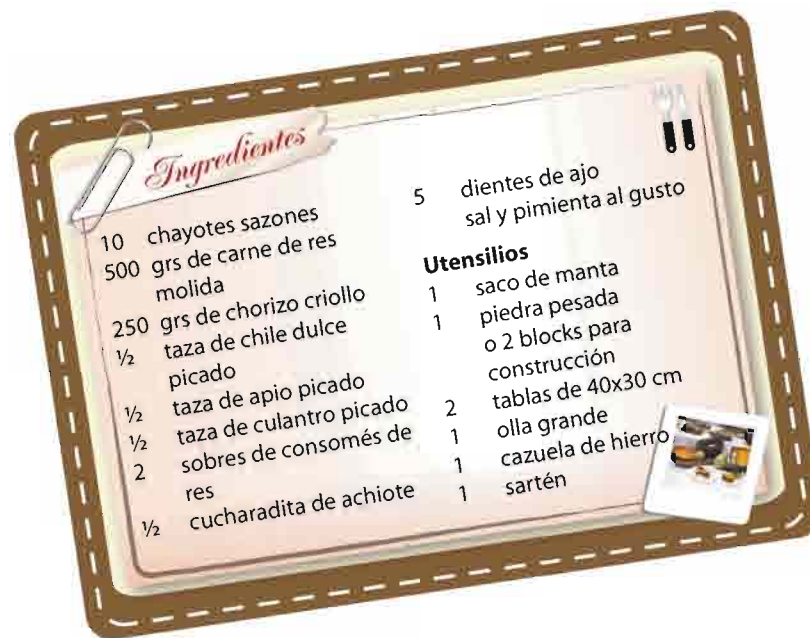 Ingredientes
10 chayotes sazones
500 grs de carne de res
molida
250 grs de chorizo criollo
½ taza de chile dulce
picado
½ taza de apio picado
½ taza de culantro picado
2 sobres de consomés de
res
½ cucharadita de achiote
5 dientes de ajo
sal y pimienta al gusto
Utensilios
1 saco de manta
1 piedra pesada
o 2 blocks para
construcción
2 tablas de 40x30 cm
1 olla grande
1 cazuela de hierro
1 sartén